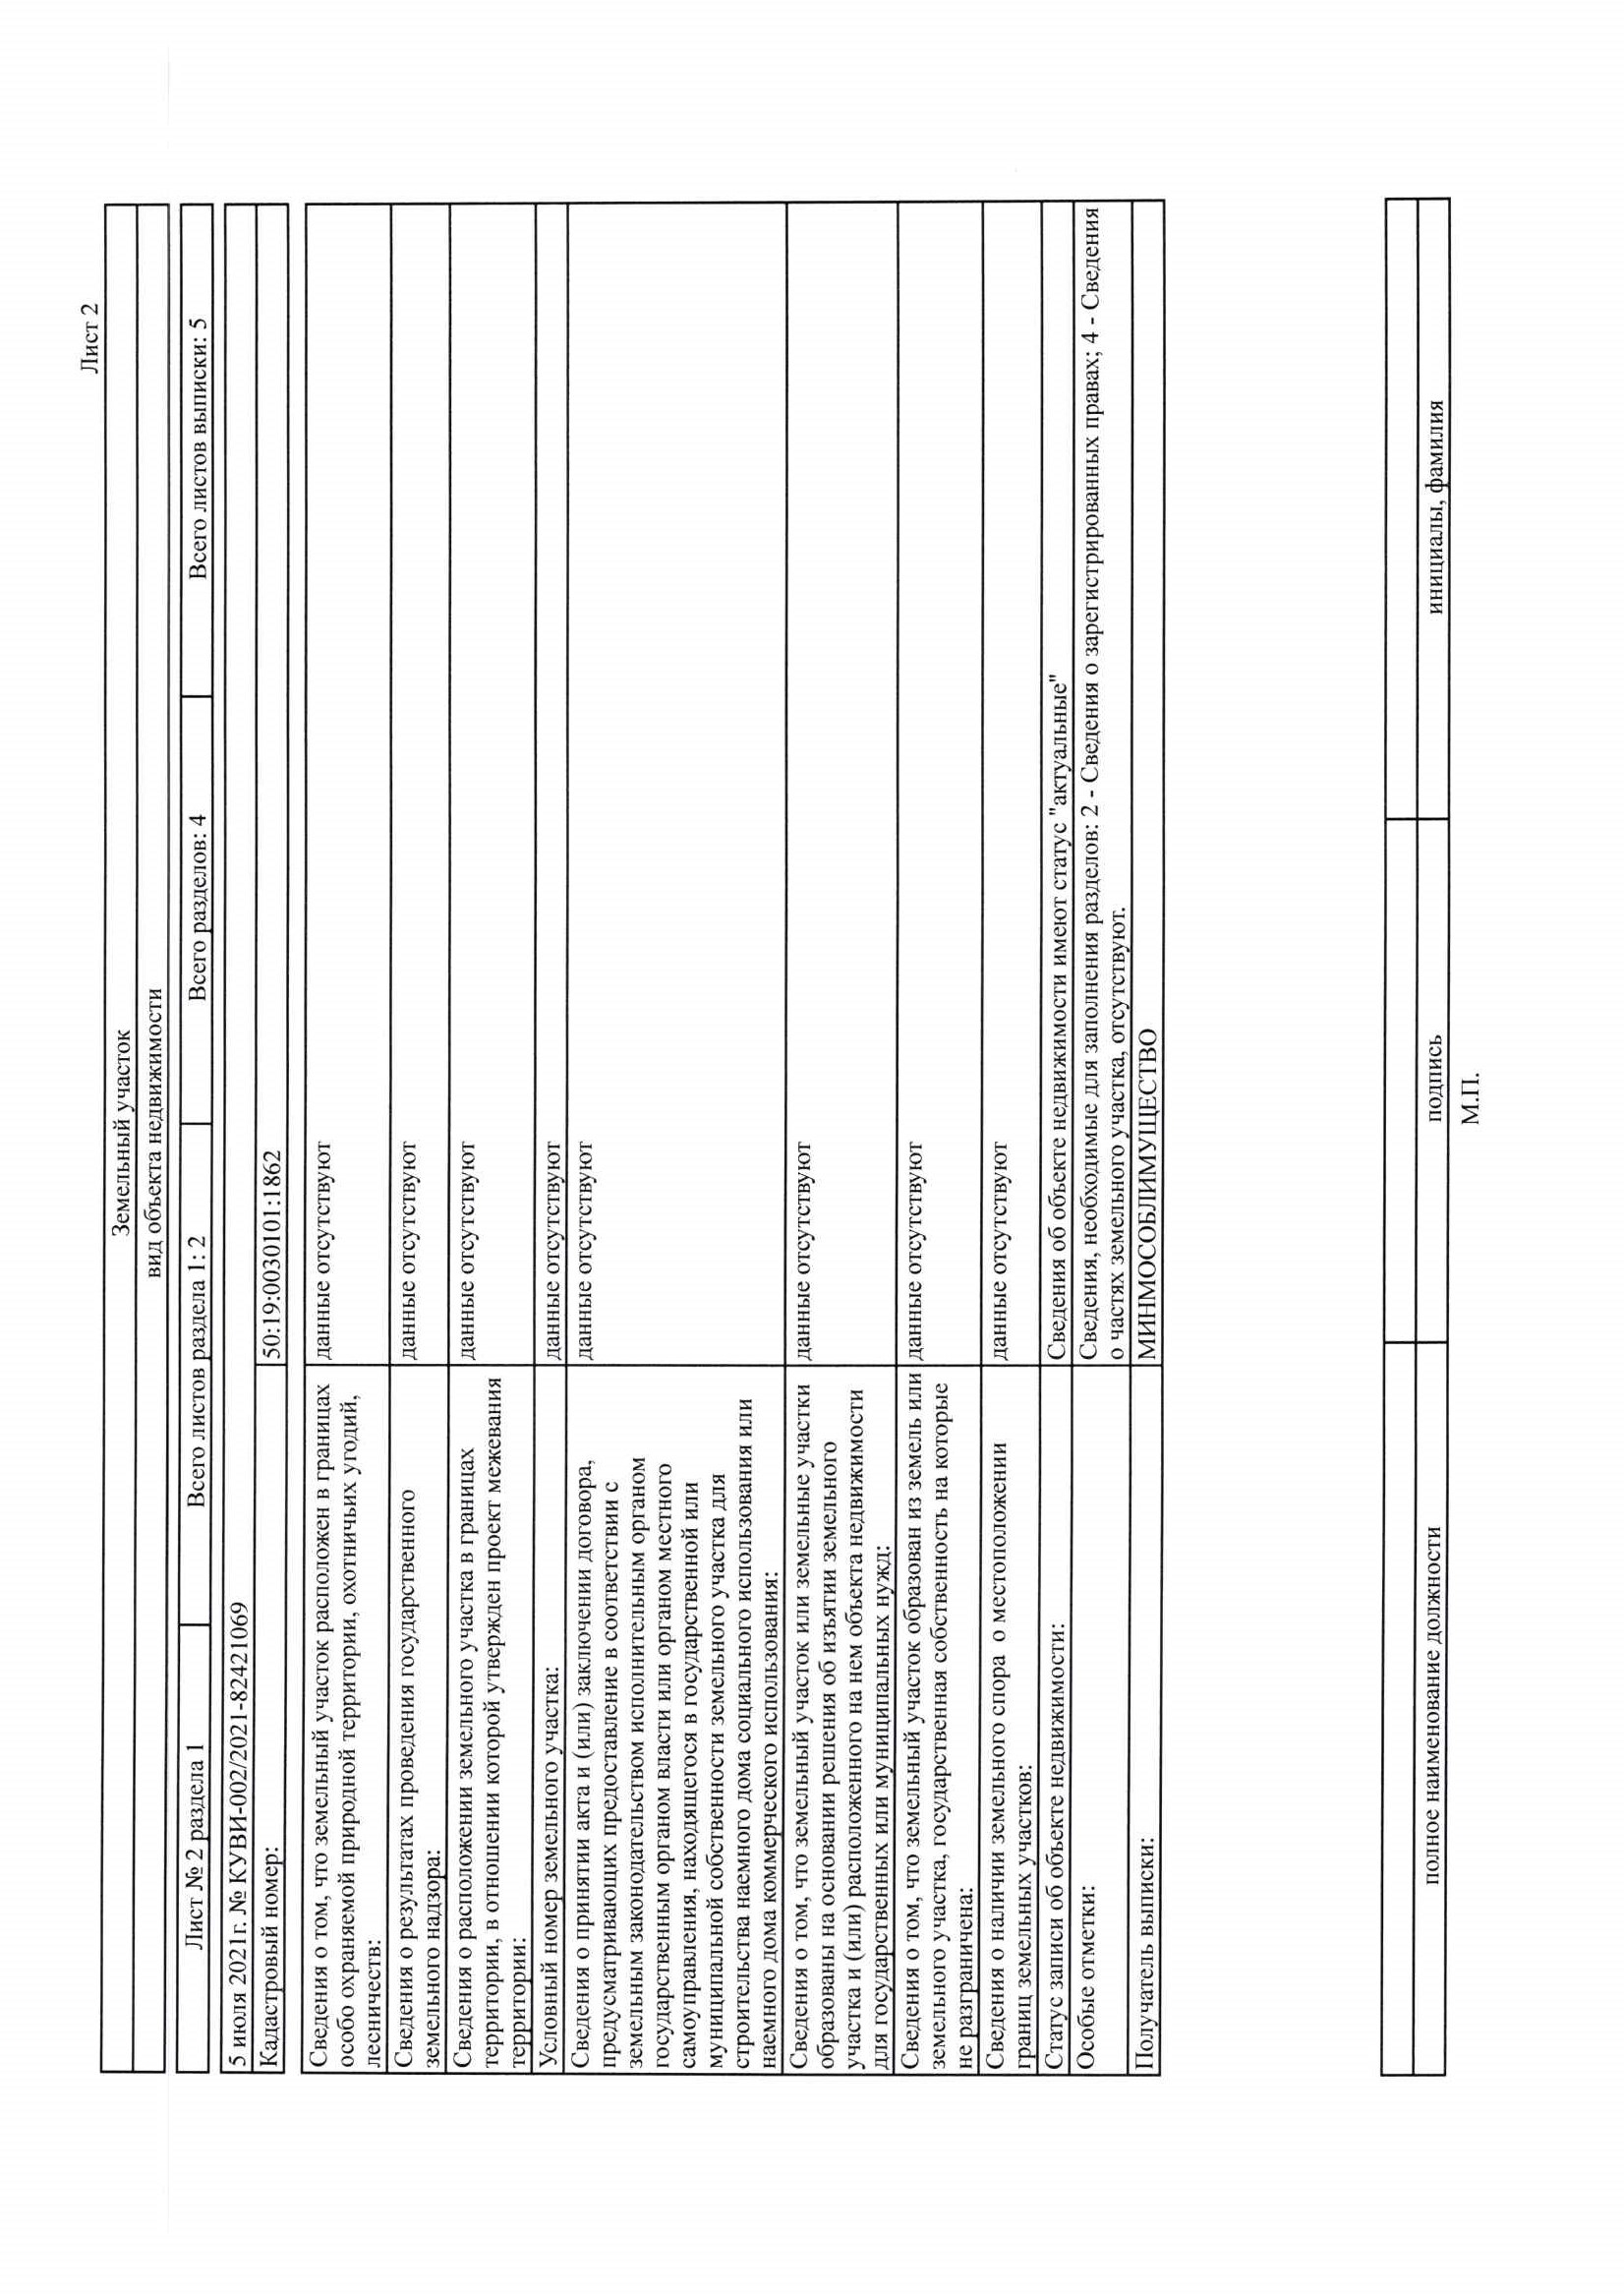 Лист 2
Земельный участок
вид объекта недвижимости
Лист № 2 раздела 1
Всего листов раздела 1: 2
Всего разделов: 4
Всего листов выписки: 5
5 июля 2021г. № КУВИ-002/2021-82421069
Кадастровый номер:
50:19:0030101:1862
Сведения о том, что земельный участок расположен в границах
особо охраняемой природной территории, охотничьих угодий,
лесничеств:
данные отсутствуют
Сведения о результатах проведения государственного
земельного надзора:
данные отсутствуют
Сведения о расположении земельного участка в границах
территории, в отношении которой утвержден проект межевания
территории:
данные отсутствуют
Условный номер земельного участка:
данные отсутствуют
Сведения о принятии акта и (или) заключении договора,
предусматривающих предоставление в соответствии с
земельным законодательством исполнительным органом
государственным органом власти или органом местного
самоуправления, находящегося в государственной или
муниципальной собственности земельного участка для
строительства наемного дома социального использования или
наемного дома коммерческого использования:
данные отсутствуют
Сведения о том, что земельный участок или земельные участки
образованы на основании решения об изъятии земельного
участка и (или) расположенного на нем объекта недвижимости
для государственных или муниципальных нужд:
данные отсутствуют
Сведения о том, что земельный участок образован из земель или
земельного участка, государственная собственность на которые
не разграничена:
данные отсутствуют
Сведения о наличии земельного спора о местоположении
границ земельных участков:
данные отсутствуют
Статус записи об объекте недвижимости:
Сведения об объекте недвижимости имеют статус "актуальные"
Особые отметки:
Сведения, необходимые для заполнения разделов: 2 - Сведения о зарегистрированных правах; 4 - Сведения
о частях земельного участка, отсутствуют.
Получатель выписки:
МИНМОСОБЛИМУЩЕСТВО
полное наименование должности
подпись
инициалы, фамилия
М.П.